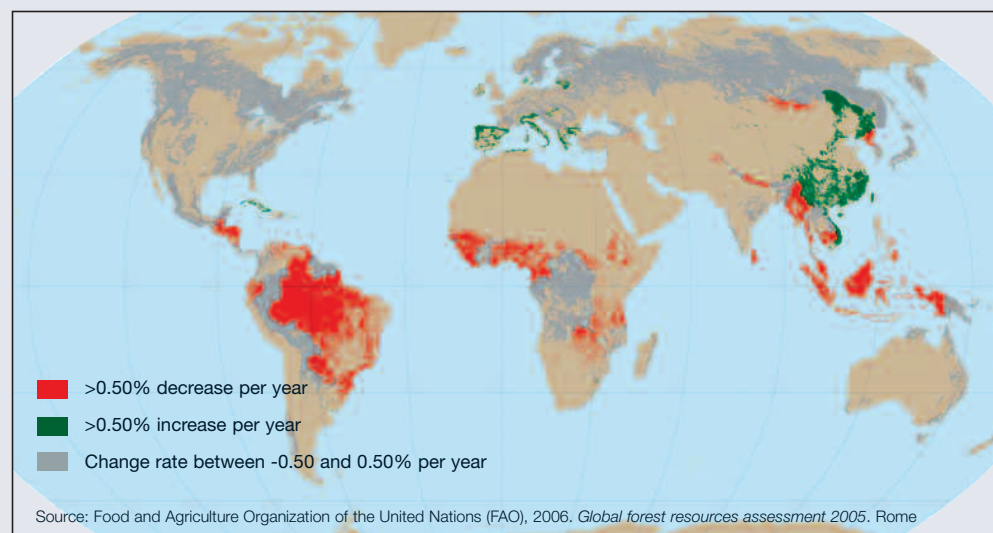 >0.50% decrease per year
>0.50% increase per year
Change rate between -0.50 and 0.50% per year
Source: Food and Agriculture Organization of the United Nations (FAO), 2006. Global forest resources assessment 2005. Rome